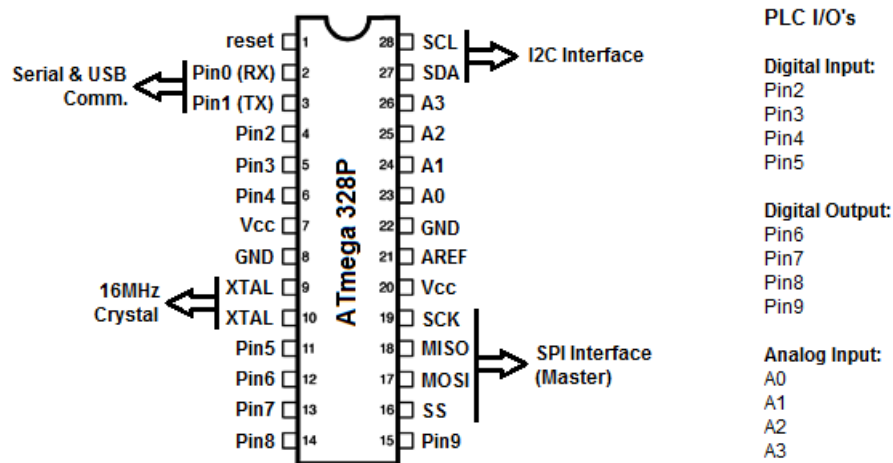 reset 1
Serial & USB
Comm.
Pin0 (RX) 2
Pin1 (TX) 3
Pin2 4
Pin3 5
Pin4 6
Vcc 7
GND 8
16MHz
Crystal
XTAL 9
XTAL 10
Pin5 11
Pin6 12
Pin7 13
Pin8 14
ATmega 328P
28 SCL
27 SDA
I2C Interface
26 A3
25 A2
24 A1
23 A0
22 GND
21 AREF
20 Vcc
19 SCK
18 MISO
17 MOSI
16 SS
SPI Interface
(Master)
15 Pin9
PLC I/O's
Digital Input:
Pin2
Pin3
Pin4
Pin5
Digital Output:
Pin6
Pin7
Pin8
Pin9
Analog Input:
A0
A1
A2
A3